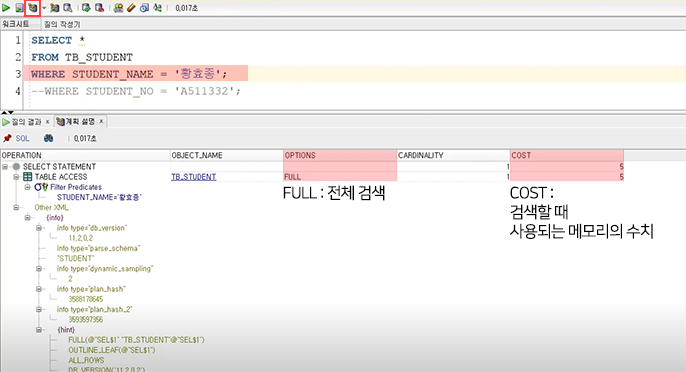 0,017초
워크시트 질의 작성기
1 SELECT *
2 FROM TB_STUDENT
3 WHERE STUDENT_NAME = '황효종';
4 --WHERE STUDENT_NO = 'A511332';
질의 결과 × 계획 설명 ×
SQL 0,017초
OPERATION OBJECT_NAME OPTIONS CARDINALITY COST
SELECT STATEMENT 1 5
TABLE ACCESS TB_STUDENT FULL 1 5
Filter Predicates
STUDENT_NAME='황효종'
Other XML
{info}
info type="db_version"
11,2,0,2
info type="parse_schema"
"STUDENT"
info type="dynamic_sampling"
2
info type="plan_hash"
3588178645
info type="plan_hash_2"
3593597356
{hint}
FULL(@"SEL$1" "TB_STUDENT"@"SEL$1")
OUTLINE_LEAF(@"SEL$1")
ALL_ROWS
DB_VERSION('11,2,0,2')
FULL : 전체 검색
COST :
검색할 때
사용되는 메모리의 수치